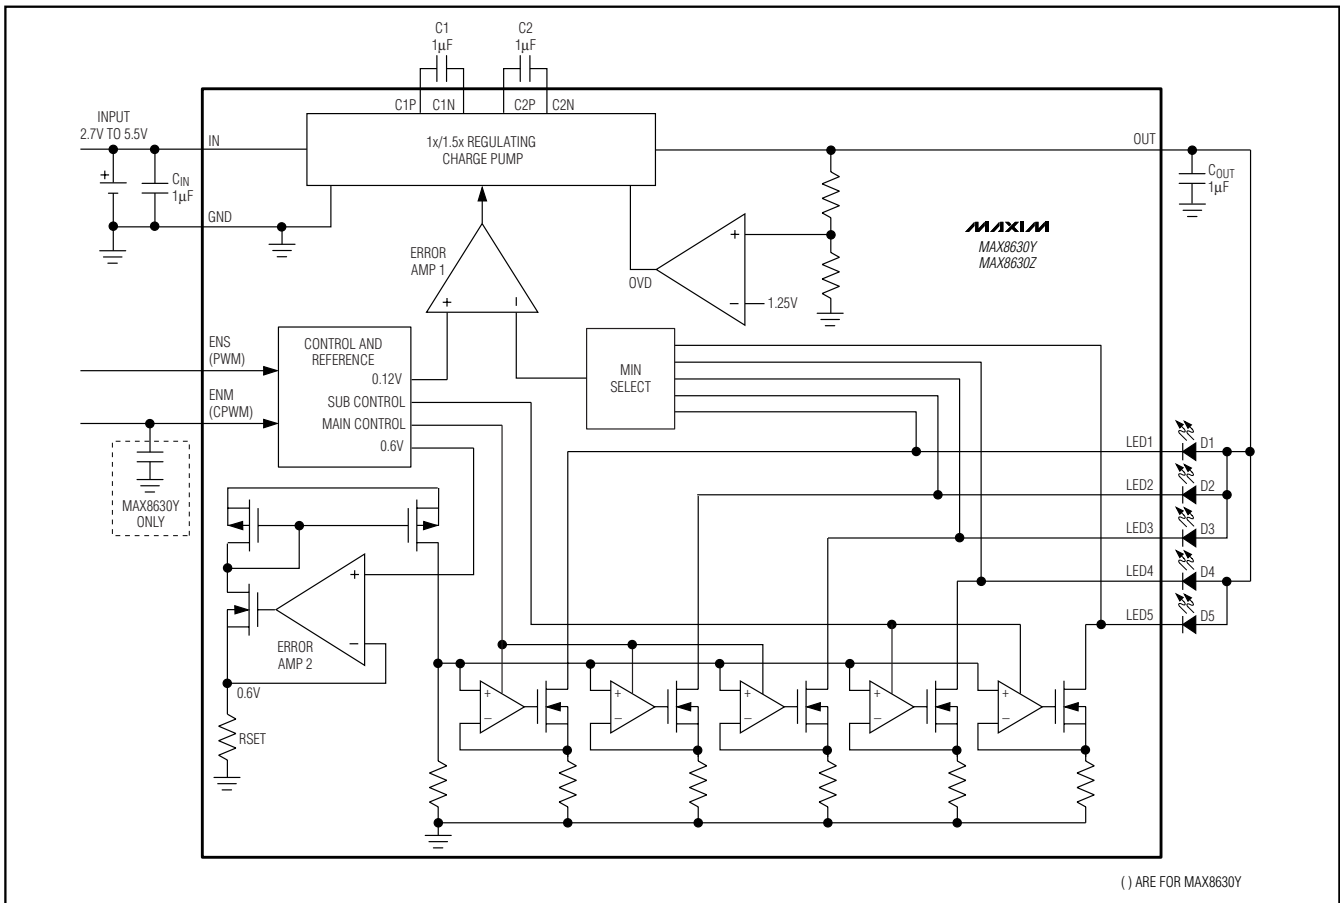 C1
1µF
C2
1µF
C1P
C1N
C2P
C2N
INPUT
2.7V TO 5.5V
IN
1x/1.5x REGULATING
CHARGE PUMP
OUT
CIN
1µF
COUT
1µF
GND
MAXIM
MAX8630Y
MAX8630Z
ERROR
AMP 1
+
–
OVD
+
–
1.25V
+
ENS
(PWM)
CONTROL AND
REFERENCE
0.12V
SUB CONTROL
MAIN CONTROL
0.6V
MIN
SELECT
ENM
(CPWM)
MAX8630Y
ONLY
LED1
D1
LED2
D2
LED3
D3
LED4
D4
LED5
D5
+
–
ERROR
AMP 2
0.6V
RSET
+
–
+
–
+
–
+
–
+
–
( ) ARE FOR MAX8630Y